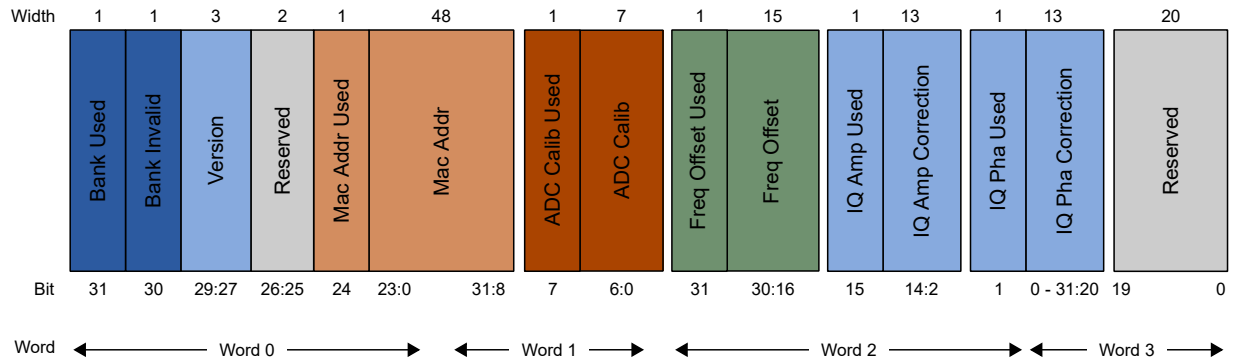 Width 1 1 3 2 1 48 1 7 1 15 1 13 1 13 20
Bank Used
Bank Invalid
Version
Reserved
Mac Addr Used
Mac Addr
ADC Calib Used
ADC Calib
Freq Offset Used
Freq Offset
IQ Amp Used
IQ Amp Correction
IQ Pha Used
IQ Pha Correction
Reserved
Bit 31 30 29:27 26:25 24 23:0 31:8 7 6:0 31 30:16 15 14:2 1 0 - 31:20 19 0
Word Word 0 Word 1 Word 2 Word 3